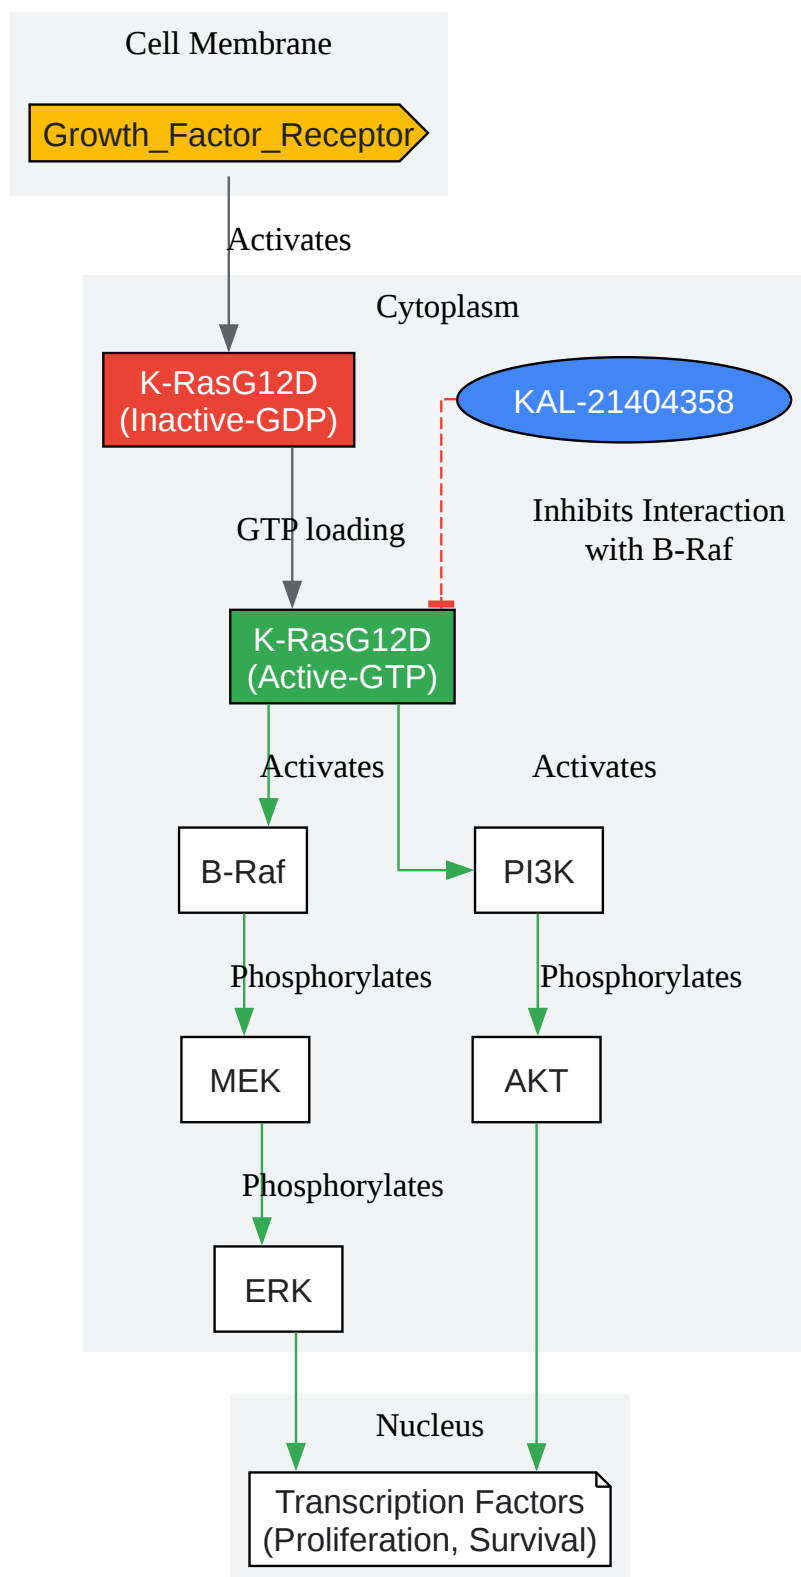 Cell Membrane
Growth_Factor_Receptor
Activates
Cytoplasm
K-RasG12D
(Inactive-GDP)
KAL-21404358
GTP loading
Inhibits Interaction
with B-Raf
K-RasG12D
(Active-GTP)
Activates
Activates
B-Raf
PI3K
Phosphorylates
Phosphorylates
MEK
AKT
Phosphorylates
ERK
Nucleus
Transcription Factors
(Proliferation, Survival)